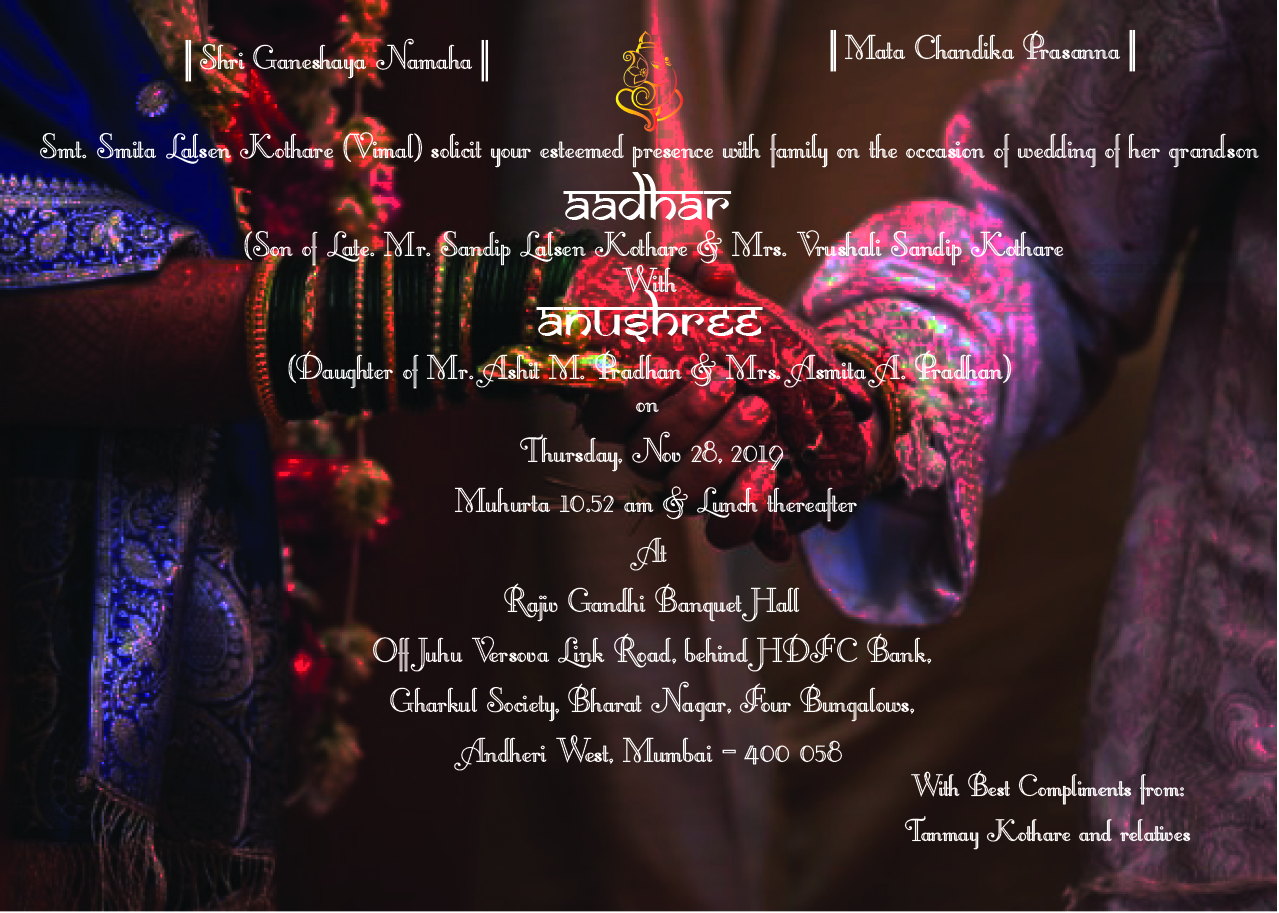 |Shri Ganeshaya Namaha|
|Mata Chandika Prasanna|
Smt. Smita Lalsen Kothare (Vimal) solicit your esteemed presence with family on the occasion of wedding of her grandson
aadhar
(Son of Late. Mr. Sandip Lalsen Kothare & Mrs. Vrushali Sandip Kothare
With
anushree
(Daughter of Mr. Ashit M. Pradhan & Mrs. Asmita A. Pradhan)
on
Thursday, Nov 28, 2019
Muhurta 10.52 am & Lunch thereafter
At
Rajiv Gandhi Banquet Hall
Off Juhu Versova Link Road, behind HDFC Bank,
Gharkul Society, Bharat Nagar, Four Bungalows,
Andheri West, Mumbai – 400 058
With Best Compliments from:
Tanmay Kothare and relatives